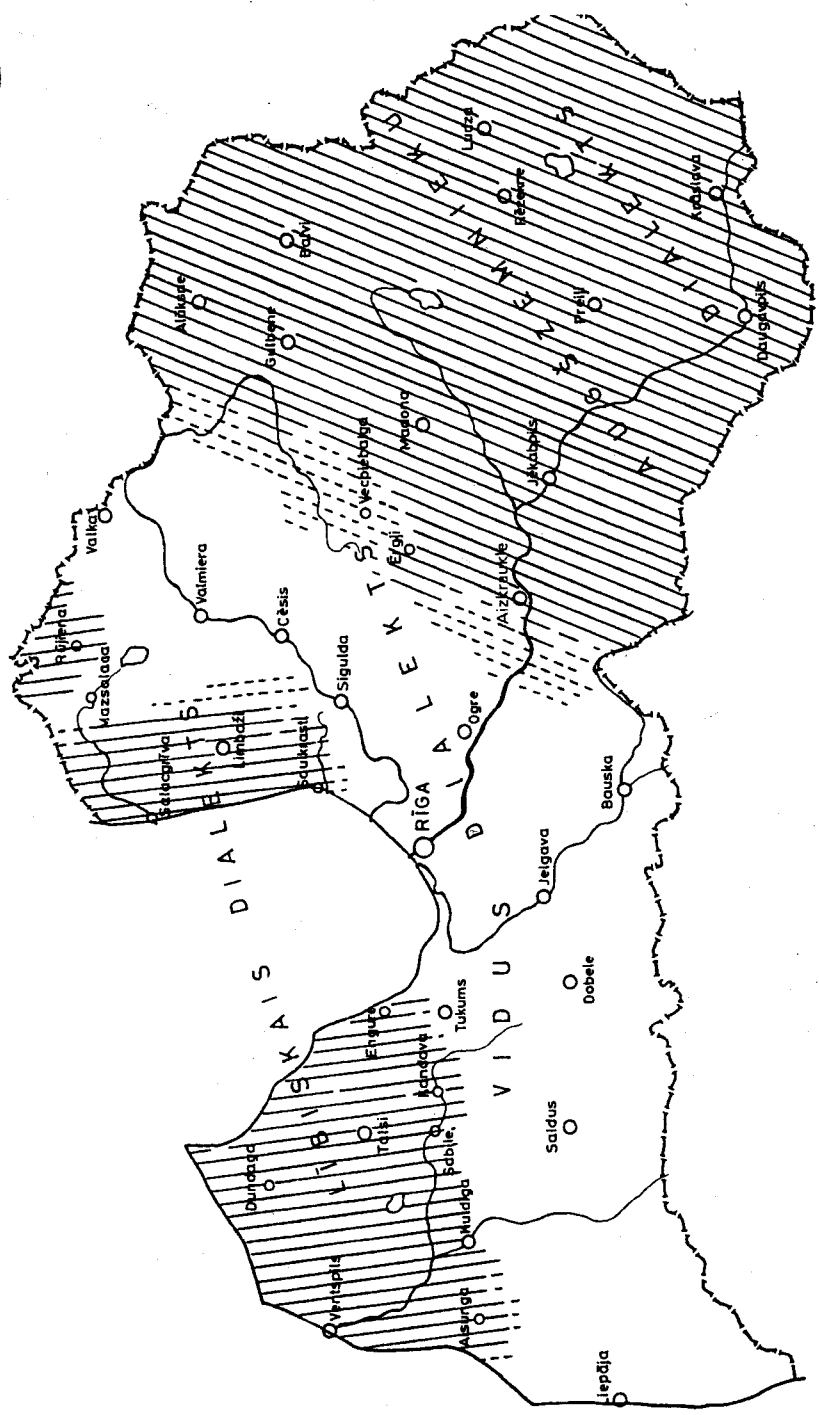 LĪBISKAIS DIALEKTS
VIDUS DIALEKTS
AUGŠZEMNIEKU
DIALEKTS
Ventspils
Dundaga
Talsi
Engure
Kandava
Sabile
Kuldīga
Alsunga
Liepāja
Saldus
Tukums
Dobele
Jelgava
Bauska
RĪGA
Ogre
Saulkrasti
Limbaži
Salacgrīva
Mazsalaca
Rūjiena
Valka
Valmiera
Cēsis
Sigulda
Vecpiebalga
Ērgļi
Aizkraukle
Jēkabpils
Madona
Gulbene
Alūksne
Balvi
Ludza
Rēzekne
Preiļi
Krāslava
Daugavpils